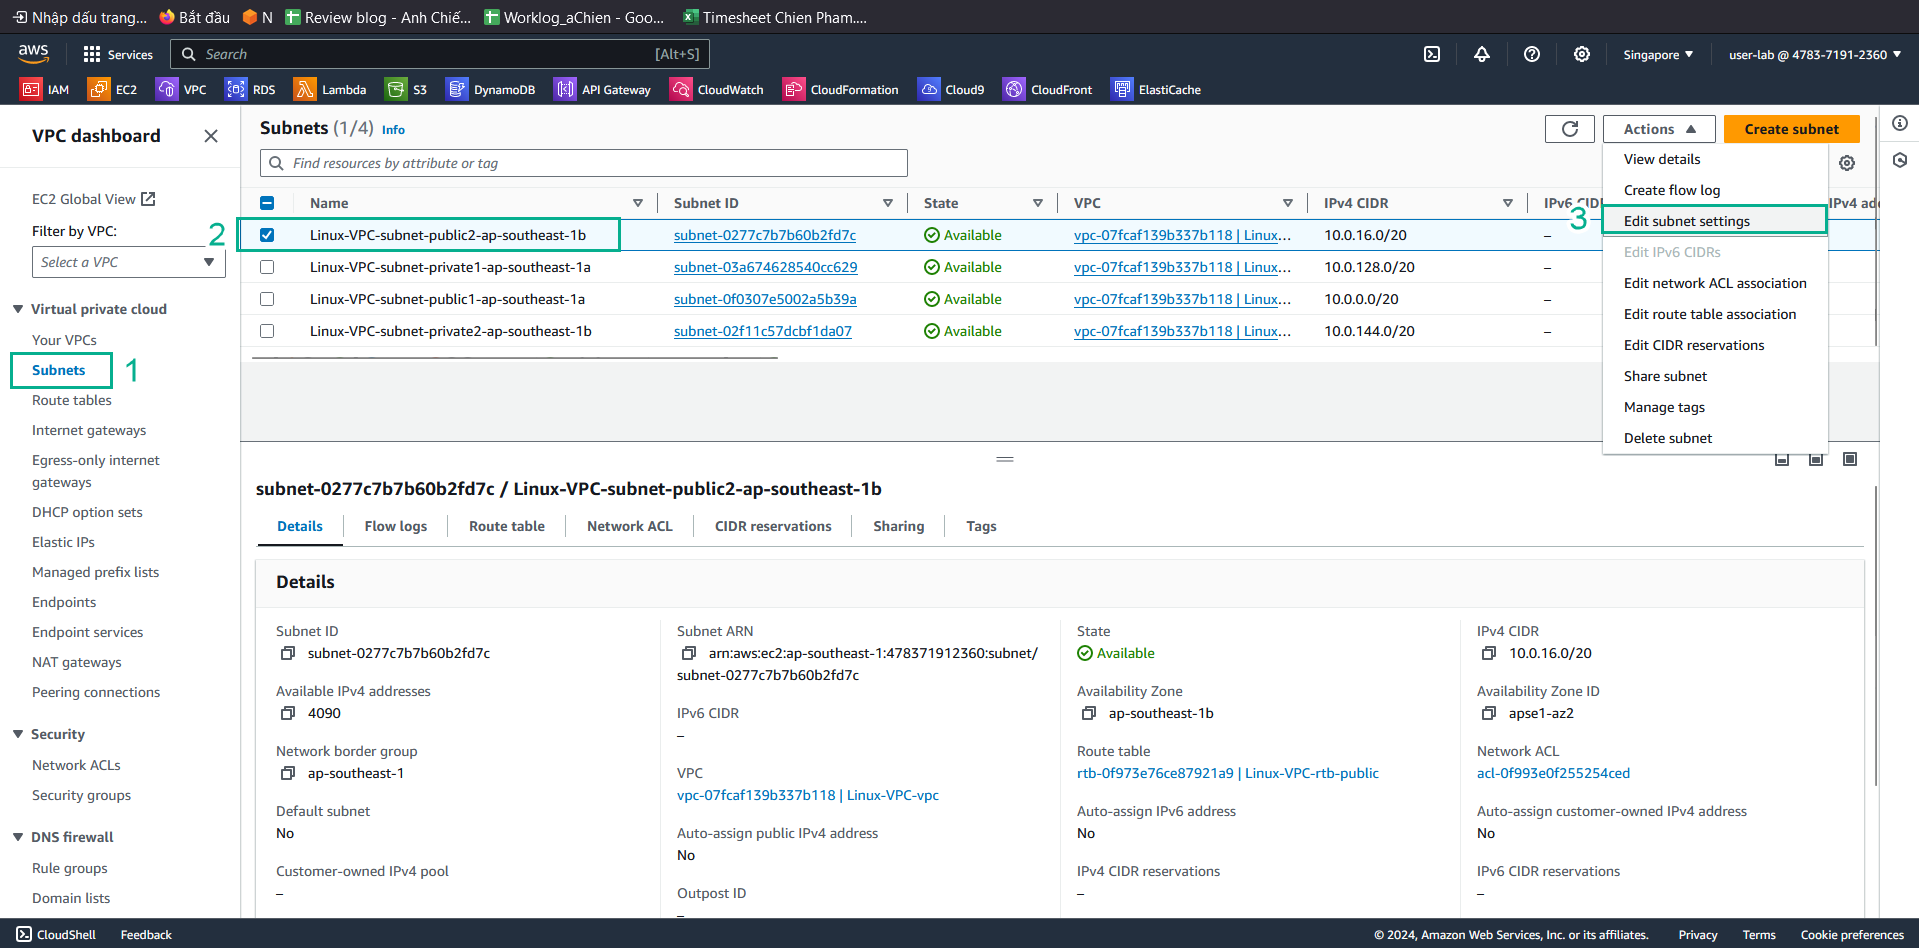 Nhập dấu trang... Bắt đầu N Review blog - Anh Chiế... Worklog_aChien - Goo... Timesheet Chien Pham....
aws Services Search [Alt+S] Singapore ▼ user-lab @ 4783-7191-2360 ▼
IAM EC2 VPC RDS Lambda S3 DynamoDB API Gateway CloudWatch CloudFormation Cloud9 CloudFront ElastiCache
VPC dashboard
EC2 Global View
Filter by VPC:
Select a VPC
Virtual private cloud
Your VPCs
Subnets 1
Route tables
Internet gateways
Egress-only internet
gateways
DHCP option sets
Elastic IPs
Managed prefix lists
Endpoints
Endpoint services
NAT gateways
Peering connections
Security
Network ACLs
Security groups
DNS firewall
Rule groups
Domain lists
Subnets (1/4) Info
Actions Create subnet
Find resources by attribute or tag
Name Subnet ID State VPC IPv4 CIDR IPv6 CID IPv4 ad
2 Linux-VPC-subnet-public2-ap-southeast-1b subnet-0277c7b7b60b2fd7c Available vpc-07fcaf139b337b118 | Linux... 10.0.16.0/20 –
Linux-VPC-subnet-private1-ap-southeast-1a subnet-03a674628540cc629 Available vpc-07fcaf139b337b118 | Linux... 10.0.128.0/20 –
Linux-VPC-subnet-public1-ap-southeast-1a subnet-0f0307e5002a5b39a Available vpc-07fcaf139b337b118 | Linux... 10.0.0.0/20 –
Linux-VPC-subnet-private2-ap-southeast-1b subnet-02f11c57dcbf1da07 Available vpc-07fcaf139b337b118 | Linux... 10.0.144.0/20 –
View details
Create flow log
3 Edit subnet settings
Edit IPv6 CIDRs
Edit network ACL association
Edit route table association
Edit CIDR reservations
Share subnet
Manage tags
Delete subnet
subnet-0277c7b7b60b2fd7c / Linux-VPC-subnet-public2-ap-southeast-1b
Details Flow logs Route table Network ACL CIDR reservations Sharing Tags
Details
Subnet ID
subnet-0277c7b7b60b2fd7c
Available IPv4 addresses
4090
Network border group
ap-southeast-1
Default subnet
No
Customer-owned IPv4 pool
–
Subnet ARN
arn:aws:ec2:ap-southeast-1:478371912360:subnet/
subnet-0277c7b7b60b2fd7c
IPv6 CIDR
–
VPC
vpc-07fcaf139b337b118 | Linux-VPC-vpc
Auto-assign public IPv4 address
No
Outpost ID
–
State
Available
Availability Zone
ap-southeast-1b
Route table
rtb-0f973e76ce87921a9 | Linux-VPC-rtb-public
Auto-assign IPv6 address
No
IPv4 CIDR reservations
–
IPv4 CIDR
10.0.16.0/20
Availability Zone ID
apse1-az2
Network ACL
acl-0f993e0f255254ced
Auto-assign customer-owned IPv4 address
No
IPv6 CIDR reservations
–
CloudShell Feedback © 2024, Amazon Web Services, Inc. or its affiliates. Privacy Terms Cookie preferences